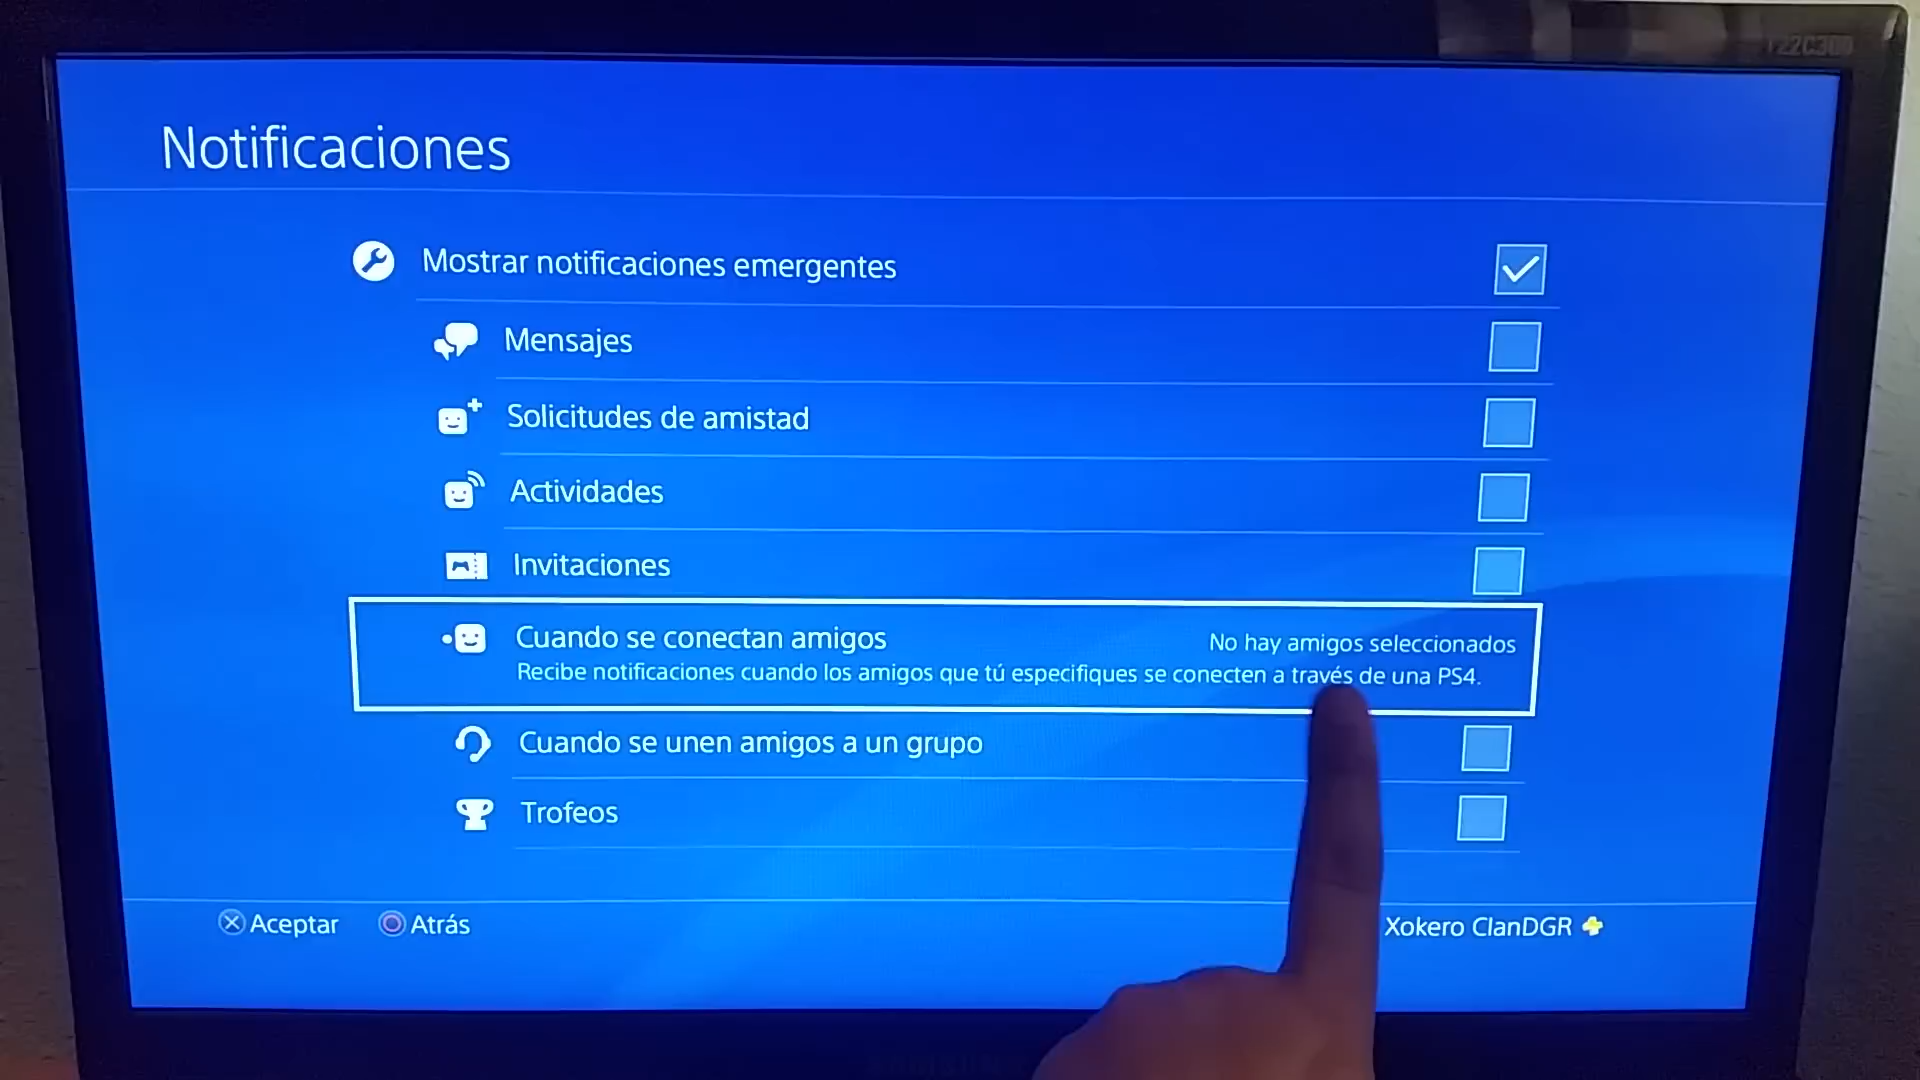 T22C300
Notificaciones
Mostrar notificaciones emergentes
Mensajes
Solicitudes de amistad
Actividades
Invitaciones
Cuando se conectan amigos
No hay amigos seleccionados
Recibe notificaciones cuando los amigos que tú especifiques se conecten a través de una PS4.
Cuando se unen amigos a un grupo
Trofeos
Aceptar
Atrás
Xokero ClanDGR